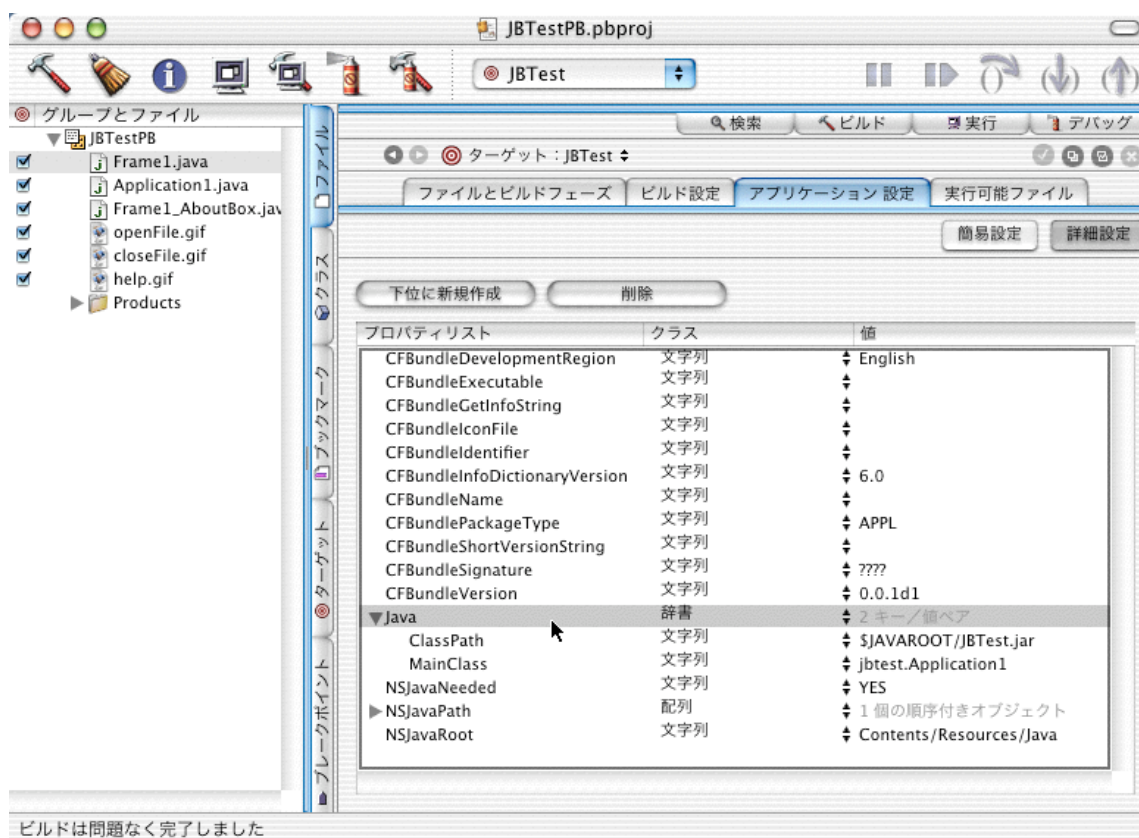 JBTestPB.pbproj
JBTest
グループとファイル
JBTestPB
Frame1.java
Application1.java
Frame1_AboutBox.jav
openFile.gif
closeFile.gif
help.gif
Products
ファイル
クラス
ブックマーク
ターゲット
ブレークポイント
検索 ビルド 実行 デバッグ
ターゲット：JBTest
ファイルとビルドフェーズ ビルド設定 アプリケーション 設定 実行可能ファイル
簡易設定 詳細設定
下位に新規作成 削除
プロパティリスト クラス 値
CFBundleDevelopmentRegion 文字列 English
CFBundleExecutable 文字列
CFBundleGetInfoString 文字列
CFBundleIconFile 文字列
CFBundleIdentifier 文字列
CFBundleInfoDictionaryVersion 文字列 6.0
CFBundleName 文字列
CFBundlePackageType 文字列 APPL
CFBundleShortVersionString 文字列
CFBundleSignature 文字列 ????
CFBundleVersion 文字列 0.0.1d1
Java 辞書 2 キー／値ペア
ClassPath 文字列 $JAVAROOT/JBTest.jar
MainClass 文字列 jbtest.Application1
NSJavaNeeded 文字列 YES
NSJavaPath 配列 1 個の順序付きオブジェクト
NSJavaRoot 文字列 Contents/Resources/Java
ビルドは問題なく完了しました